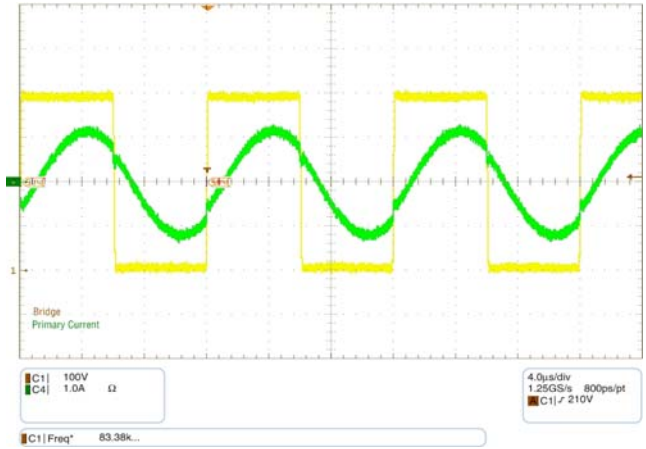 1
Bridge
Primary Current
C1 100V
C4 1.0A Ω
4.0µs/div
1.25GS/s 800ps/pt
A C1 210V
C1 Freq* 83.38k...